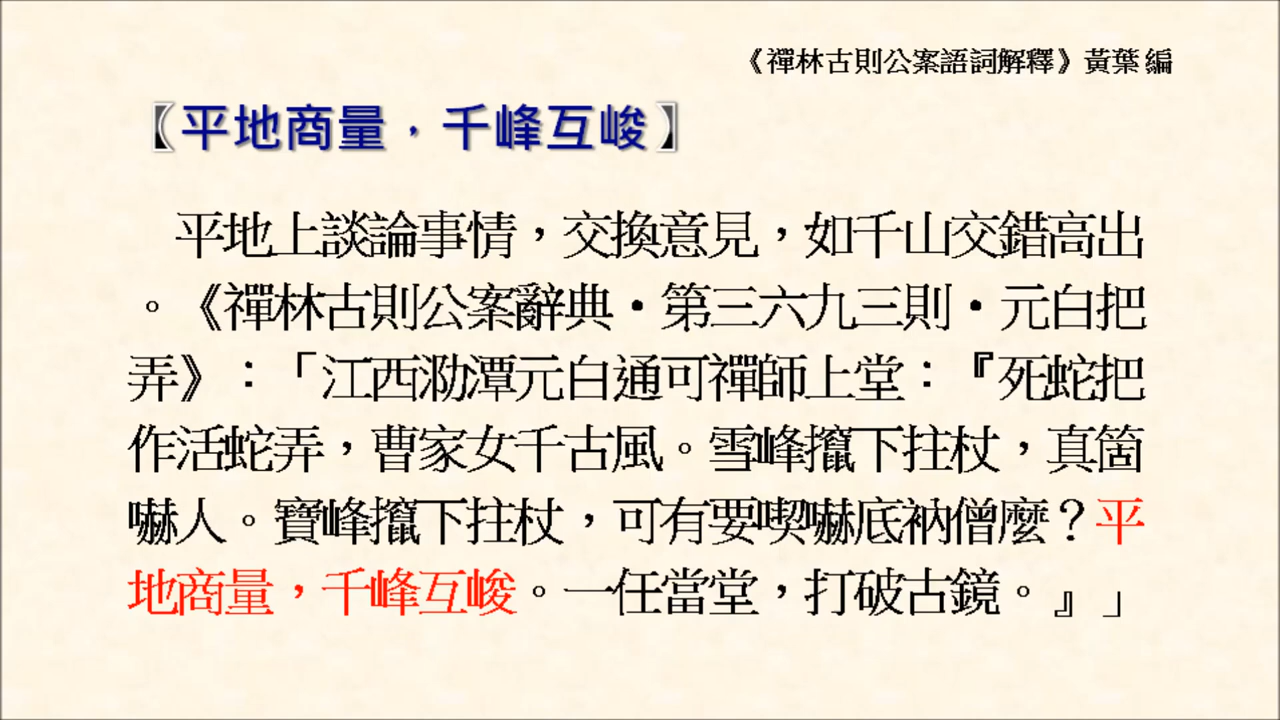 《禪林古則公案語詞解釋》黃葉 編
〖平地商量，千峰互峻〗
平地上談論事情，交換意見，如千山交錯高出
。《禪林古則公案辭典‧第三六九三則‧元白把
弄》：「江西泐潭元白通可禪師上堂：『死蛇把
作活蛇弄，曹家女千古風。雪峰攛下拄杖，真箇
嚇人。寶峰攛下拄杖，可有要喫嚇底衲僧麼？平
地商量，千峰互峻。一任當堂，打破古鏡。』」